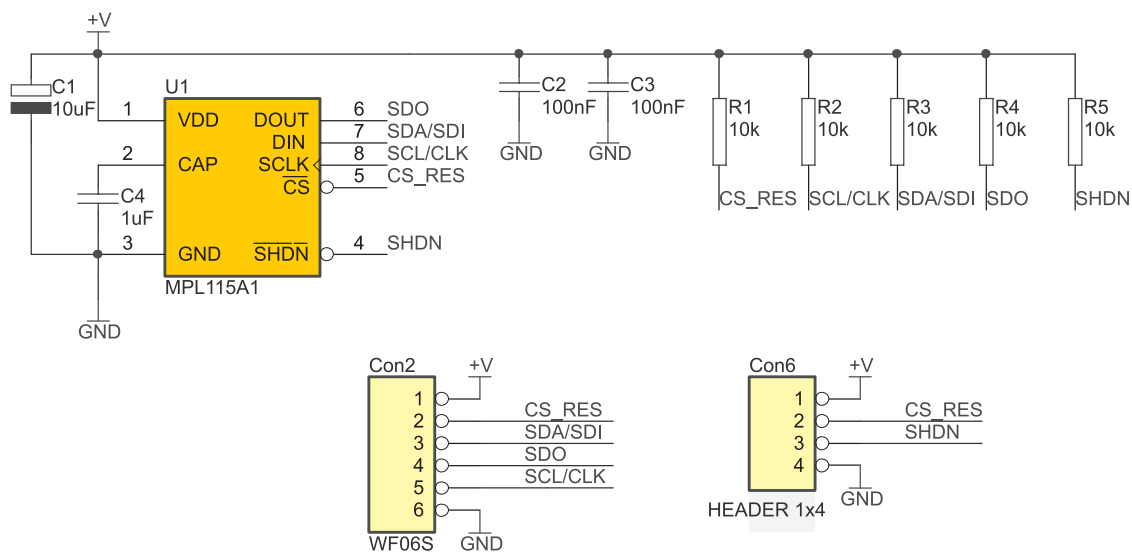 +V
C1
10uF
U1
1
VDD
2
CAP
C4
1uF
3
GND
DOUT
6
SDO
DIN
7
SDA/SDI
SCLK
8
SCL/CLK
CS
5
CS_RES
SHDN
4
SHDN
MPL115A1
GND
C2
100nF
GND
C3
100nF
GND
R1
10k
R2
10k
R3
10k
R4
10k
R5
10k
CS_RES
SCL/CLK
SDA/SDI
SDO
SHDN
Con2
+V
1
2
CS_RES
3
SDA/SDI
4
SDO
5
SCL/CLK
6
GND
WF06S
Con6
+V
1
2
CS_RES
3
SHDN
4
GND
HEADER 1x4